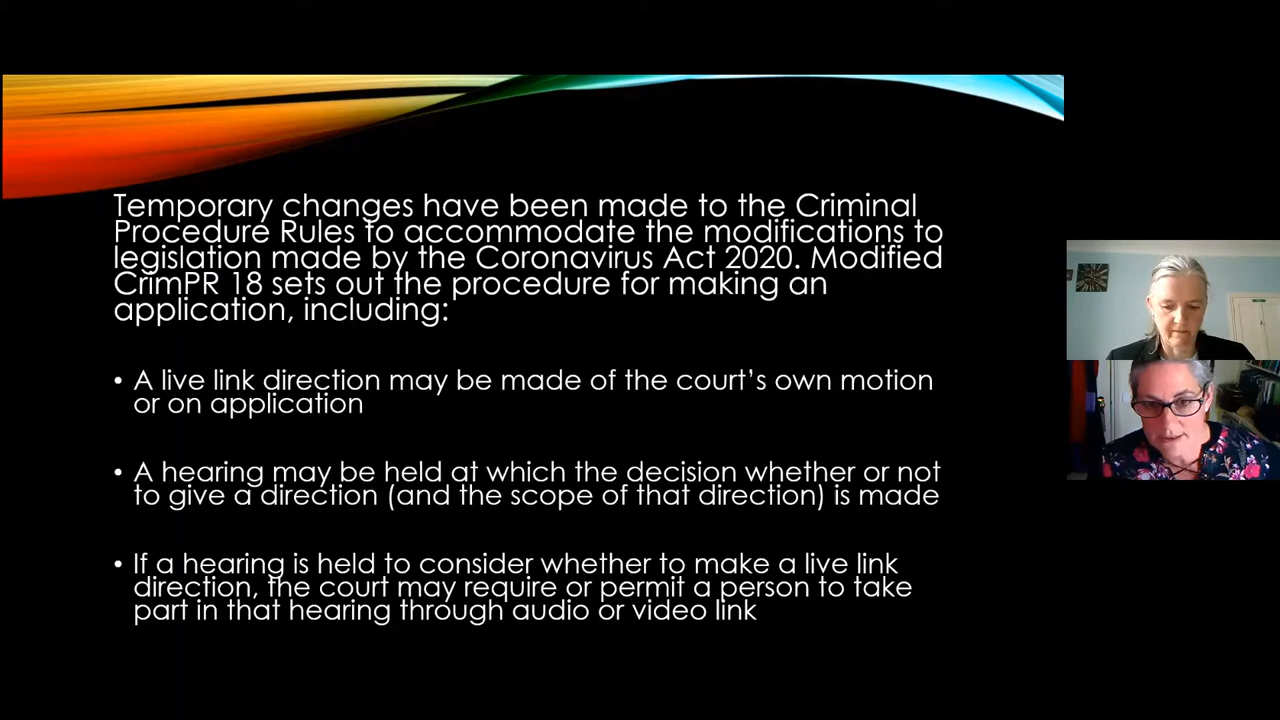 Temporary changes have been made to the Criminal
Procedure Rules to accommodate the modifications to
legislation made by the Coronavirus Act 2020. Modified
CrimPR 18 sets out the procedure for making an
application, including:
• A live link direction may be made of the court's own motion
or on application
• A hearing may be held at which the decision whether or not
to give a direction (and the scope of that direction) is made
• If a hearing is held to consider whether to make a live link
direction, the court may require or permit a person to take
part in that hearing through audio or video link